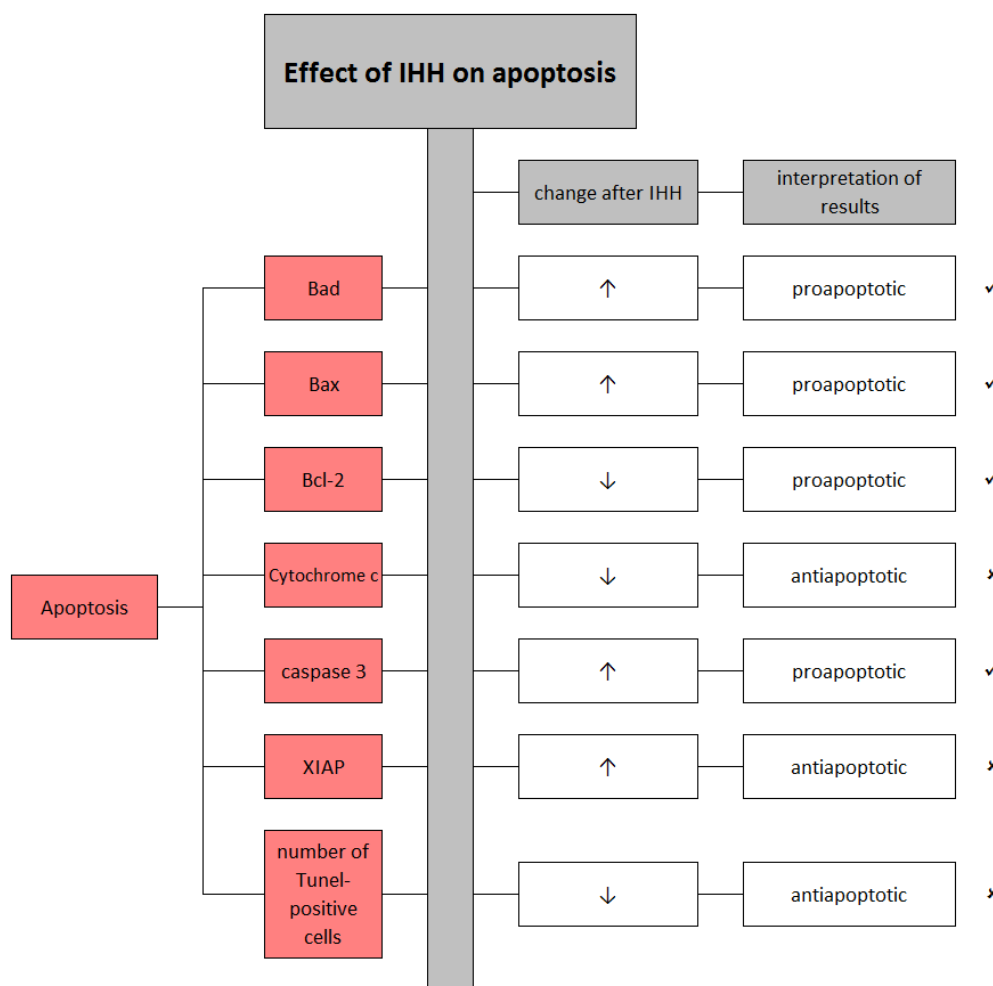 Effect of IHH on apoptosis
change after IHH
interpretation of
results
Bad
↑
proapoptotic
✓
Bax
↑
proapoptotic
✓
Bcl-2
↓
proapoptotic
✓
Cytochrome c
↓
antiapoptotic
✗
Apoptosis
caspase 3
↑
proapoptotic
✓
XIAP
↑
antiapoptotic
✗
number of
Tunel-
positive
cells
↓
antiapoptotic
✗